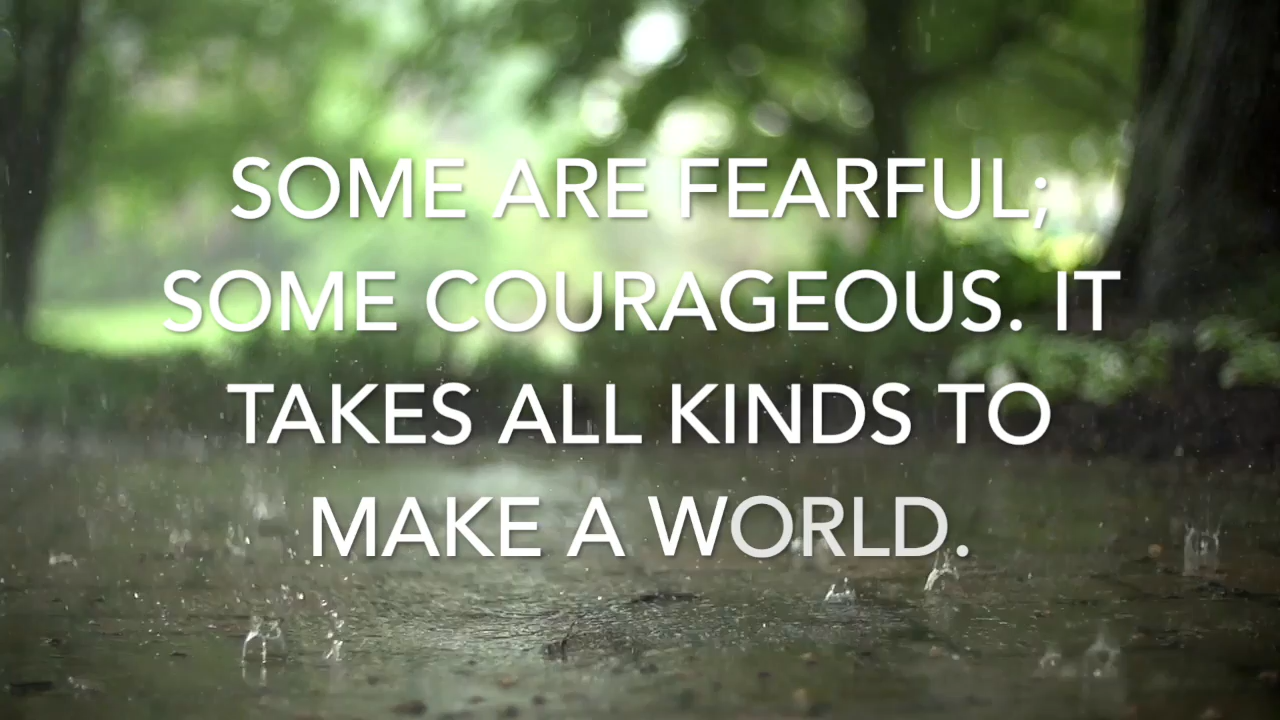 SOME ARE FEARFUL;
SOME COURAGEOUS. IT
TAKES ALL KINDS TO
MAKE A WORLD.